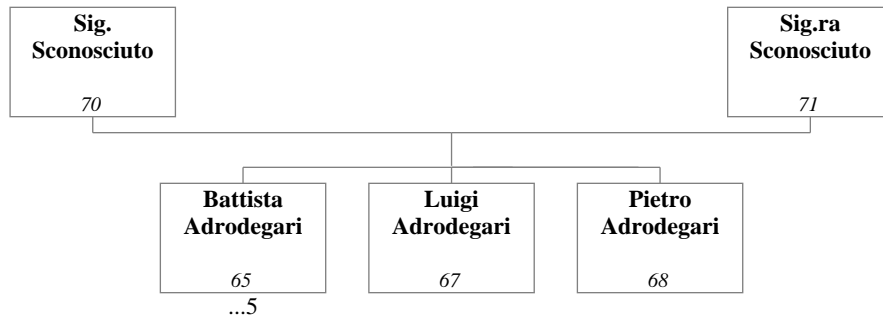 Sig.
Sconosciuto
70
Sig.ra
Sconosciuto
71
Battista
Adrodegari
65
...5
Luigi
Adrodegari
67
Pietro
Adrodegari
68